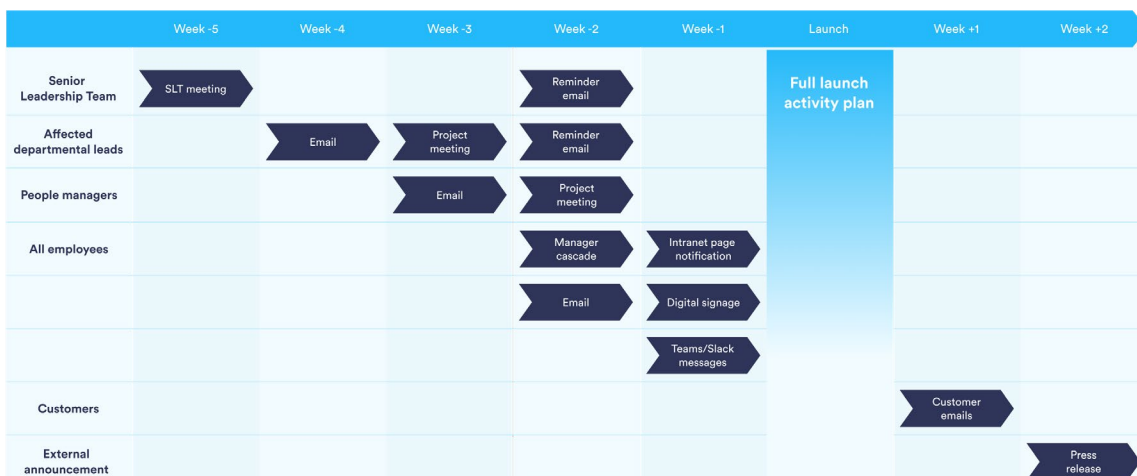 Week -5 Week -4 Week -3 Week -2 Week -1 Launch Week +1 Week +2
Senior
Leadership Team
SLT meeting
Reminder
email
Full launch
activity plan
Affected
departmental leads
Email
Project
meeting
Reminder
email
People managers
Email
Project
meeting
All employees
Manager
cascade
Intranet page
notification
Email
Digital signage
Teams/Slack
messages
Customers
Customer
emails
External
announcement
Press
release